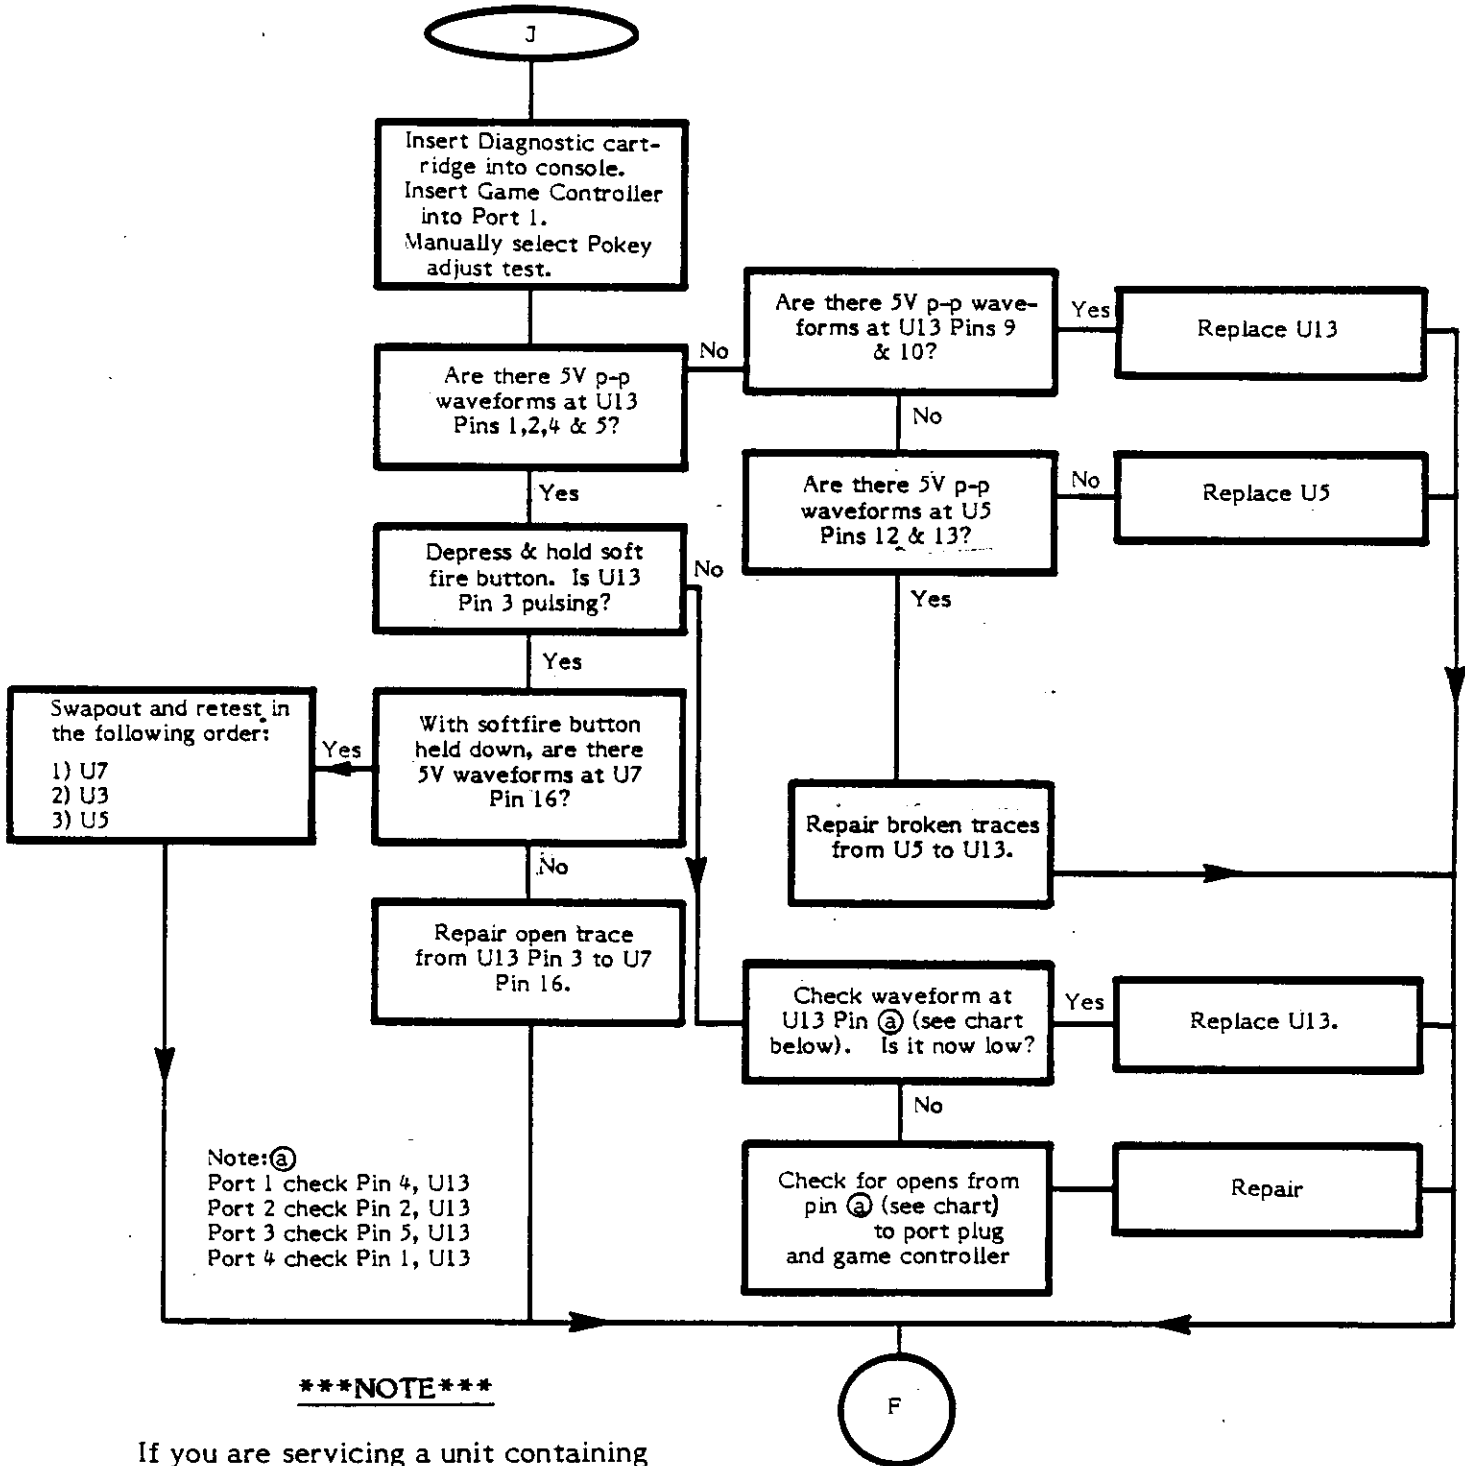 J
Insert Diagnostic cart-
ridge into console.
Insert Game Controller
into Port 1.
Manually select Pokey
adjust test.
Are there 5V p-p wave-
forms at U13 Pins 9
& 10?
Yes
Replace U13
No
Are there 5V p-p
waveforms at U13
Pins 1,2,4 & 5?
No
Are there 5V p-p
waveforms at U5
Pins 12 & 13?
No
Replace U5
Yes
Depress & hold soft
fire button. Is U13
Pin 3 pulsing?
No
Yes
Yes
Swapout and retest in
the following order:
1) U7
2) U3
3) U5
Yes
With softfire button
held down, are there
5V waveforms at U7
Pin 16?
Repair broken traces
from U5 to U13.
No
Repair open trace
from U13 Pin 3 to U7
Pin 16.
Check waveform at
U13 Pin ⓐ (see chart
below). Is it now low?
Yes
Replace U13.
No
Note:ⓐ
Port 1 check Pin 4, U13
Port 2 check Pin 2, U13
Port 3 check Pin 5, U13
Port 4 check Pin 1, U13
Check for opens from
pin ⓐ (see chart)
to port plug
and game controller
Repair
***NOTE***
F
If you are servicing a unit containing